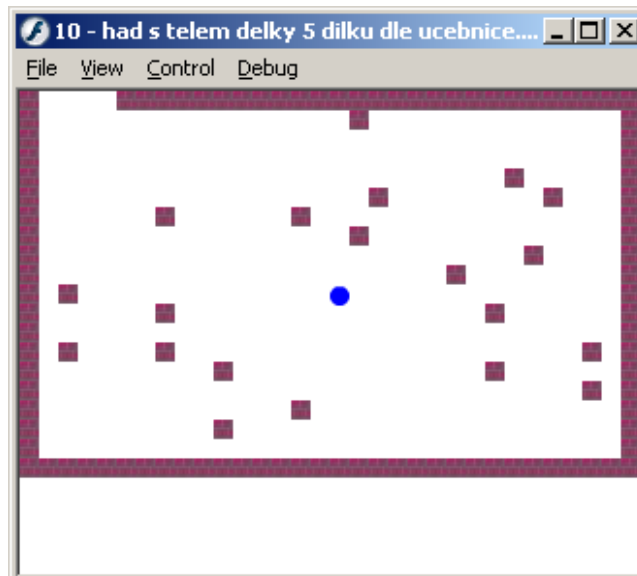 10 - had s telem delky 5 dilku dle ucebnice....
File View Control Debug